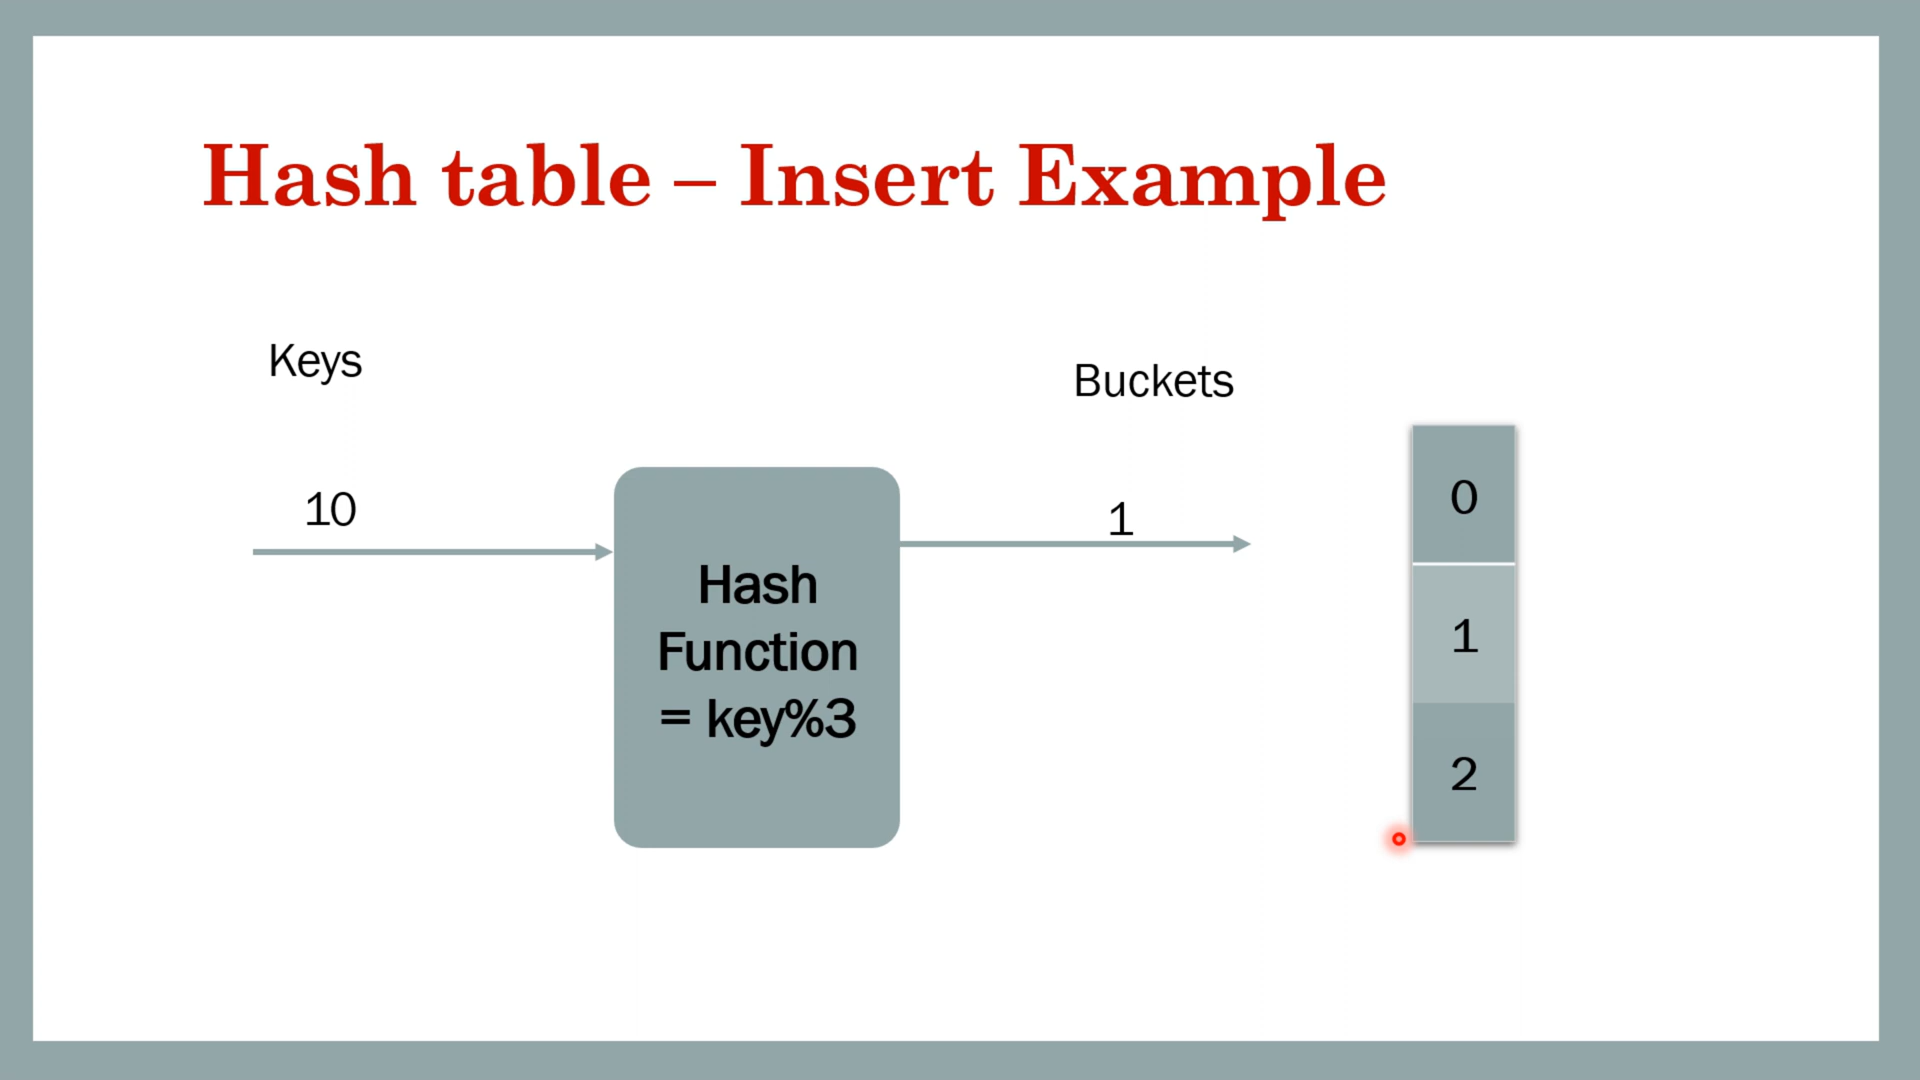 Hash table – Insert Example
Keys
Buckets
10
1
Hash
Function
= key%3
0
1
2